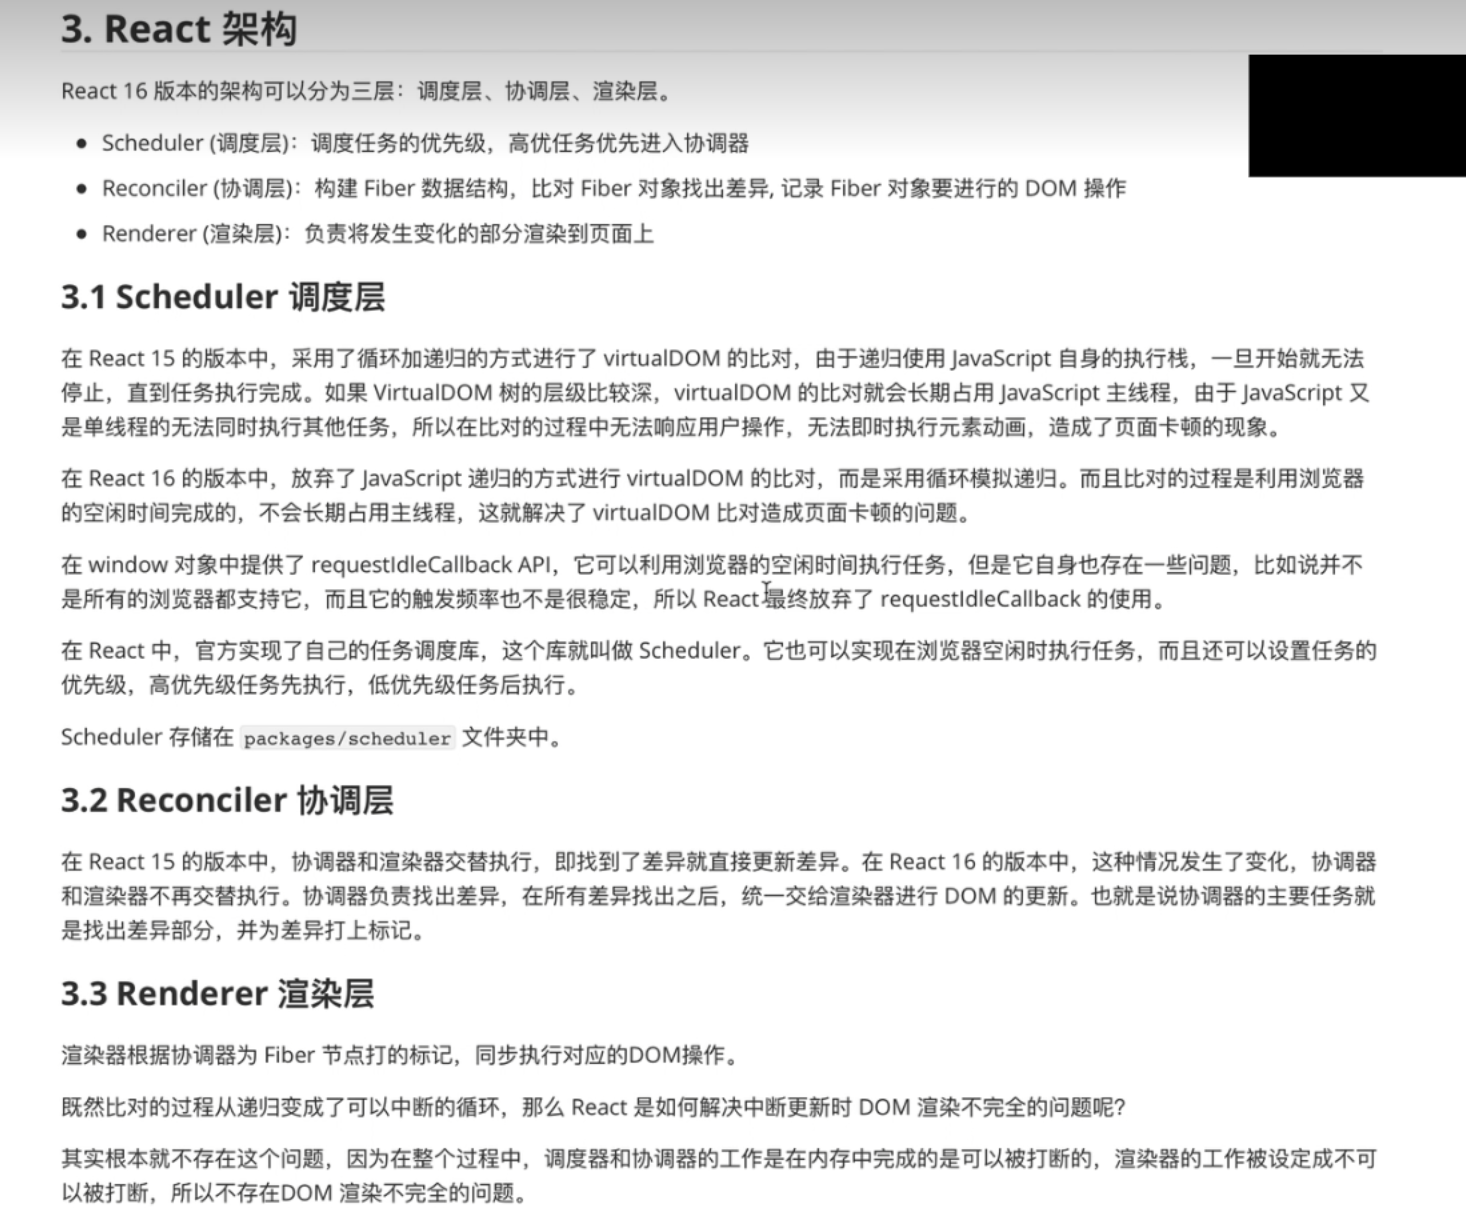 3. React 架构
React 16 版本的架构可以分为三层：调度层、协调层、渲染层。
• Scheduler (调度层)：调度任务的优先级，高优任务优先进入协调器
• Reconciler (协调层)：构建 Fiber 数据结构，比对 Fiber 对象找出差异, 记录 Fiber 对象要进行的 DOM 操作
• Renderer (渲染层)：负责将发生变化的部分渲染到页面上
3.1 Scheduler 调度层
在 React 15 的版本中，采用了循环加递归的方式进行了 virtualDOM 的比对，由于递归使用 JavaScript 自身的执行栈，一旦开始就无法
停止，直到任务执行完成。如果 VirtualDOM 树的层级比较深，virtualDOM 的比对就会长期占用 JavaScript 主线程，由于 JavaScript 又
是单线程的无法同时执行其他任务，所以在比对的过程中无法响应用户操作，无法即时执行元素动画，造成了页面卡顿的现象。
在 React 16 的版本中，放弃了 JavaScript 递归的方式进行 virtualDOM 的比对，而是采用循环模拟递归。而且比对的过程是利用浏览器
的空闲时间完成的，不会长期占用主线程，这就解决了 virtualDOM 比对造成页面卡顿的问题。
在 window 对象中提供了 requestIdleCallback API，它可以利用浏览器的空闲时间执行任务，但是它自身也存在一些问题，比如说并不
是所有的浏览器都支持它，而且它的触发频率也不是很稳定，所以 React 最终放弃了 requestIdleCallback 的使用。
在 React 中，官方实现了自己的任务调度库，这个库就叫做 Scheduler。它也可以实现在浏览器空闲时执行任务，而且还可以设置任务的
优先级，高优先级任务先执行，低优先级任务后执行。
Scheduler 存储在 packages/scheduler 文件夹中。
3.2 Reconciler 协调层
在 React 15 的版本中，协调器和渲染器交替执行，即找到了差异就直接更新差异。在 React 16 的版本中，这种情况发生了变化，协调器
和渲染器不再交替执行。协调器负责找出差异，在所有差异找出之后，统一交给渲染器进行 DOM 的更新。也就是说协调器的主要任务就
是找出差异部分，并为差异打上标记。
3.3 Renderer 渲染层
渲染器根据协调器为 Fiber 节点打的标记，同步执行对应的DOM操作。
既然比对的过程从递归变成了可以中断的循环，那么 React 是如何解决中断更新时 DOM 渲染不完全的问题呢？
其实根本就不存在这个问题，因为在整个过程中，调度器和协调器的工作是在内存中完成的是可以被打断的，渲染器的工作被设定成不可
以被打断，所以不存在DOM 渲染不完全的问题。